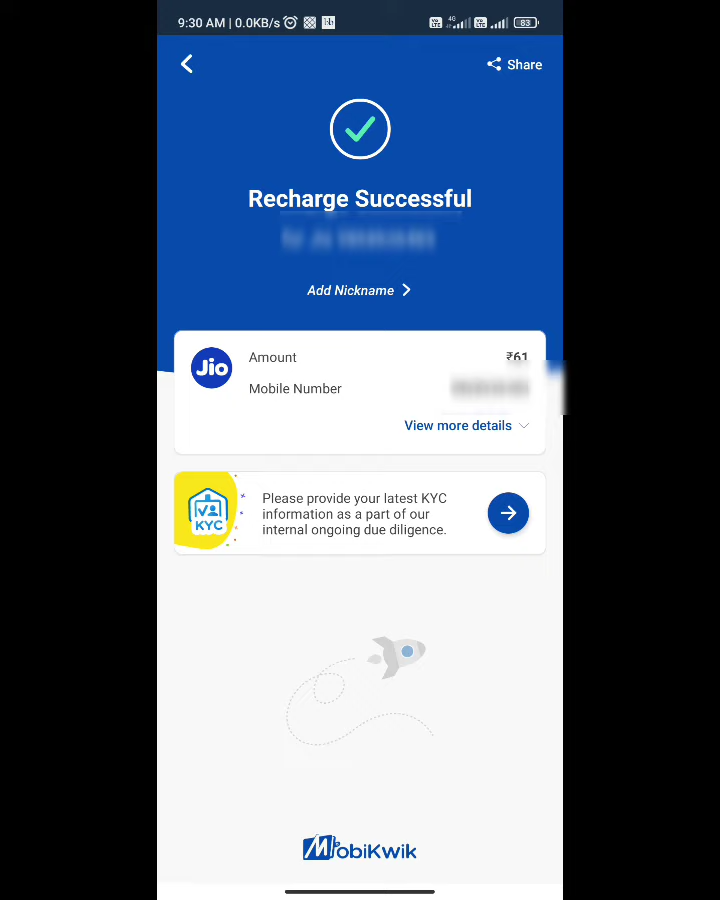 9:30 AM | 0.0KB/s
4G
83
Share
Recharge Successful
Add Nickname
Jio
Amount ₹61
Mobile Number
View more details
KYC
Please provide your latest KYC
information as a part of our
internal ongoing due diligence.
MobiKwik